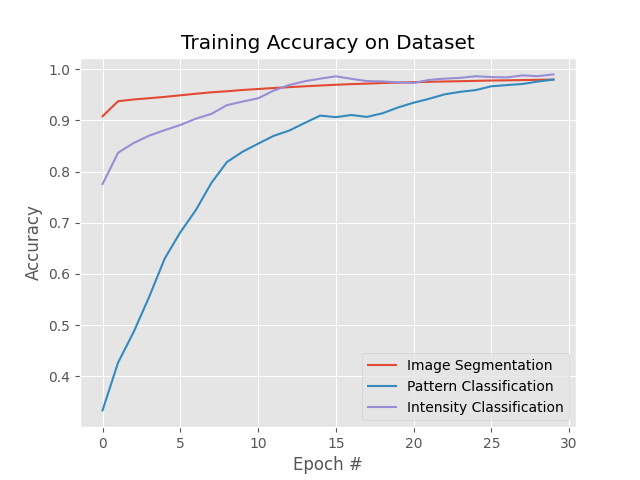 Training Accuracy on Dataset
1.0
0.9
0.8
0.7
0.6
0.5
0.4
Accuracy
Image Segmentation
Pattern Classification
Intensity Classification
0 5 10 15 20 25 30
Epoch #